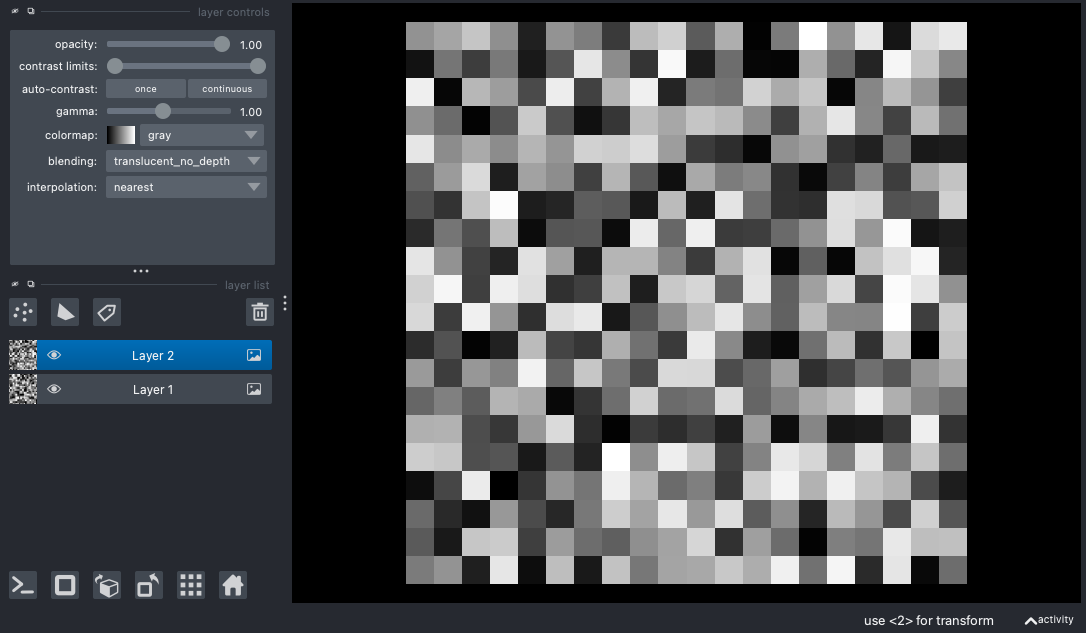 layer controls
opacity: 1.00
contrast limits:
auto-contrast: once continuous
gamma: 1.00
colormap: gray
blending: translucent_no_depth
interpolation: nearest
layer list
Layer 2
Layer 1
use <2> for transform activity